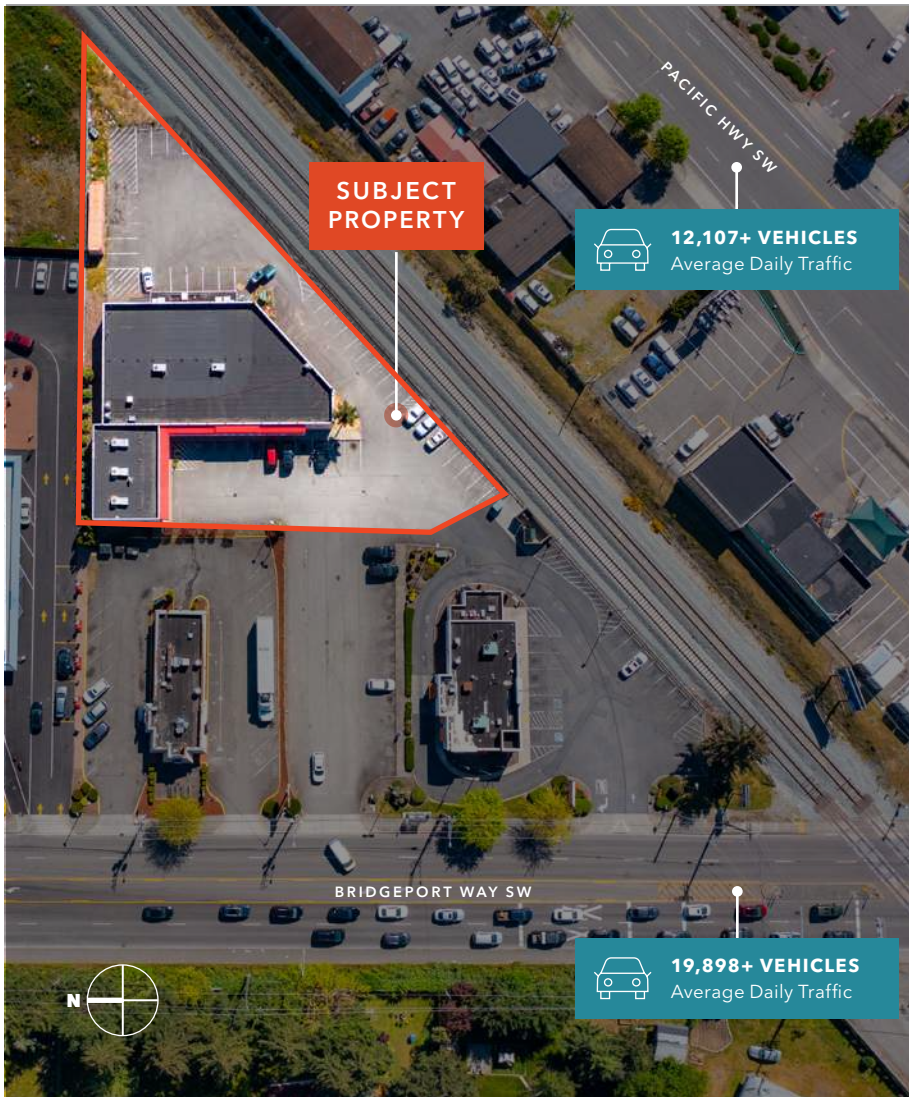 PACIFIC HWY SW
SUBJECT
PROPERTY
12,107+ VEHICLES
Average Daily Traffic
BRIDGEPORT WAY SW
19,898+ VEHICLES
Average Daily Traffic
N